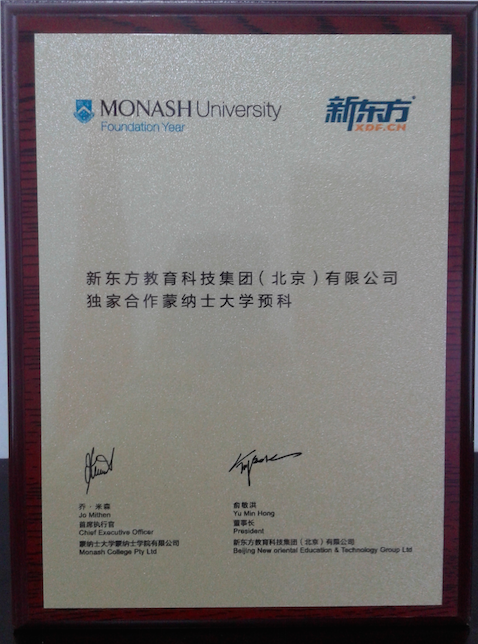 MONASH University
Foundation Year
新东方
XDF.CN
新东方教育科技集团（北京）有限公司
独家合作蒙纳士大学预科
乔·米森
Jo Mithen
首席执行官
Chief Executive Officer
蒙纳士大学蒙纳士学院有限公司
Monash College Pty Ltd
俞敏洪
Yu Min Hong
董事长
President
新东方教育科技集团（北京）有限公司
Beijing New oriental Education & Technology Group Ltd